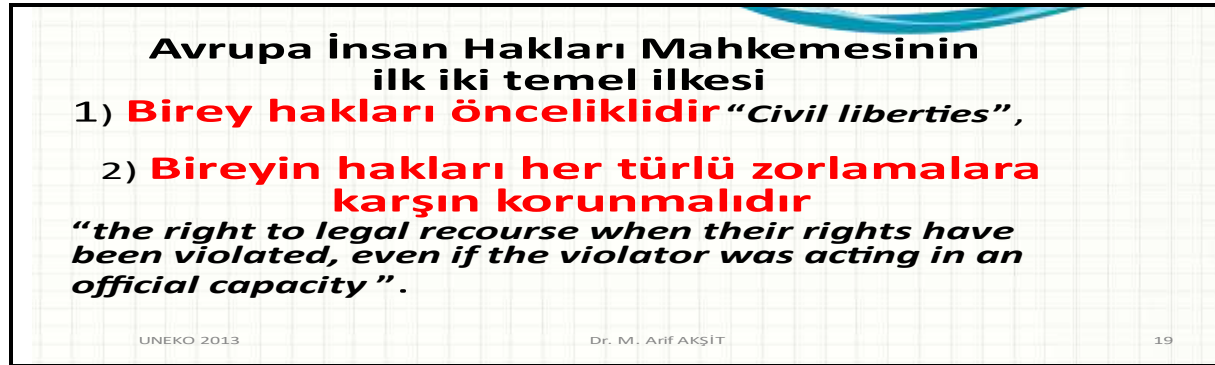 Avrupa İnsan Hakları Mahkemesinin
ilk iki temel ilkesi
1) Birey hakları önceliklidir “Civil liberties”,
2) Bireyin hakları her türlü zorlamalara
karşın korunmalıdır
“the right to legal recourse when their rights have
been violated, even if the violator was acting in an
official capacity ”.
UNEKO 2013 Dr. M. Arif AKŞİT 19